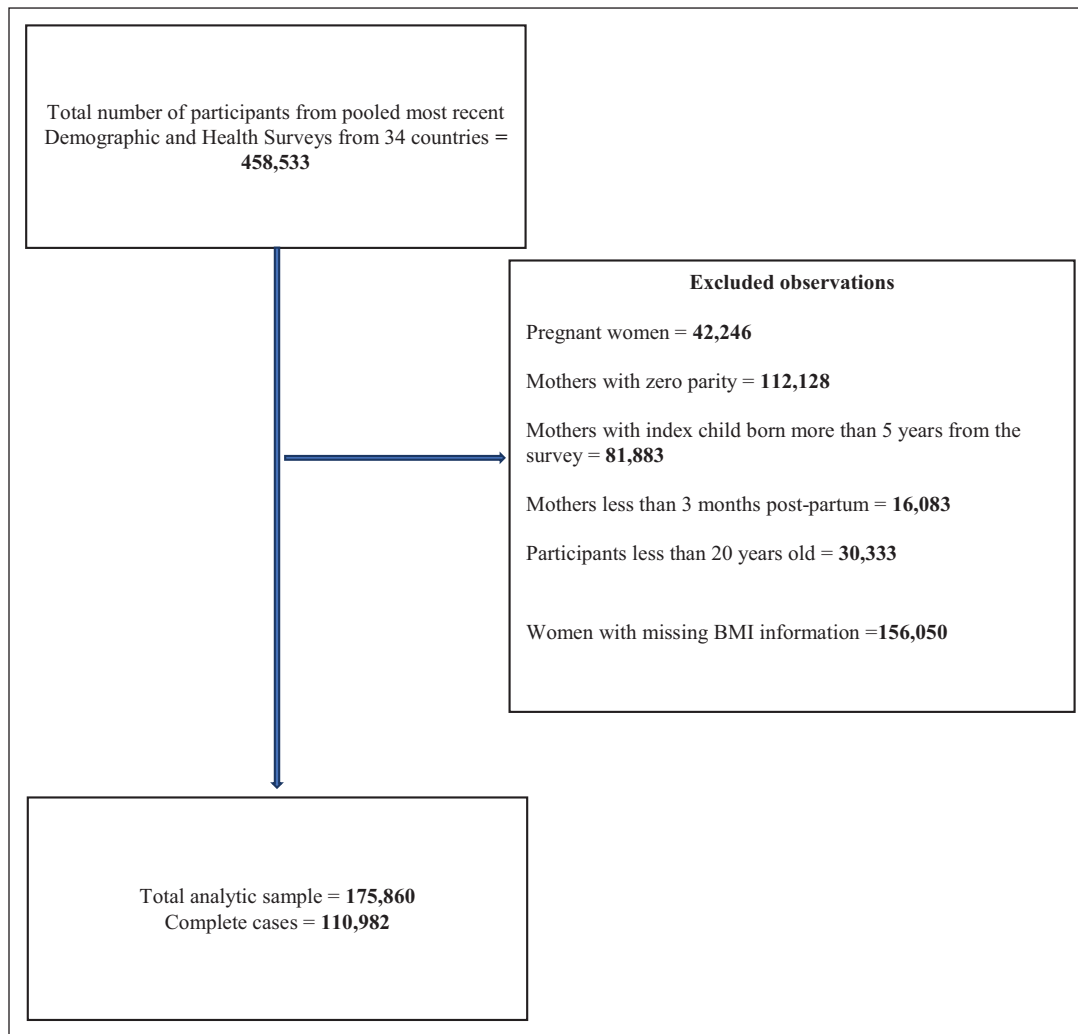 Total number of participants from pooled most recent
Demographic and Health Surveys from 34 countries =
458,533
Excluded observations
Pregnant women = 42,246
Mothers with zero parity = 112,128
Mothers with index child born more than 5 years from the
survey = 81,883
Mothers less than 3 months post-partum = 16,083
Participants less than 20 years old = 30,333
Women with missing BMI information =156,050
Total analytic sample = 175,860
Complete cases = 110,982